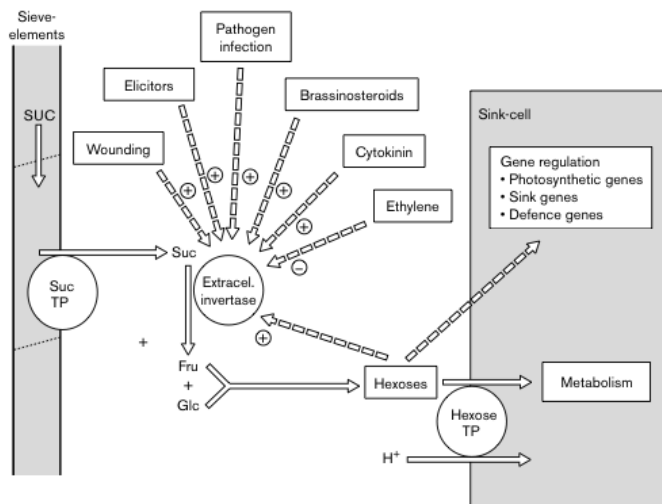 Sieve-
elements
SUC
Pathogen
infection
Elicitors
Wounding
Brassinosteroids
Cytokinin
Ethylene
+
+
+
+
+
−
Sink-cell
Gene regulation
• Photosynthetic genes
• Sink genes
• Defence genes
Suc
TP
Suc
Extracel.
invertase
+
+
Fru
+
Glc
Hexoses
Metabolism
Hexose
TP
H⁺